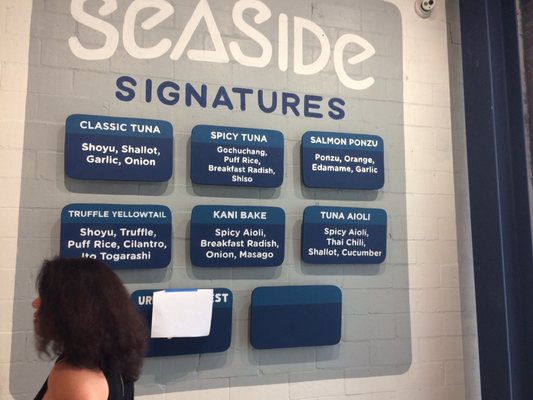 SEASIDE
SIGNATURES
CLASSIC TUNA
Shoyu, Shallot,
Garlic, Onion
SPICY TUNA
Gochuchang,
Puff Rice,
Breakfast Radish,
Shiso
SALMON PONZU
Ponzu, Orange,
Edamame, Garlic
TRUFFLE YELLOWTAIL
Shoyu, Truffle,
Puff Rice, Cilantro,
Ito Togarashi
KANI BAKE
Spicy Aioli,
Breakfast Radish,
Onion, Masago
TUNA AIOLI
Spicy Aioli,
Thai Chili,
Shallot, Cucumber